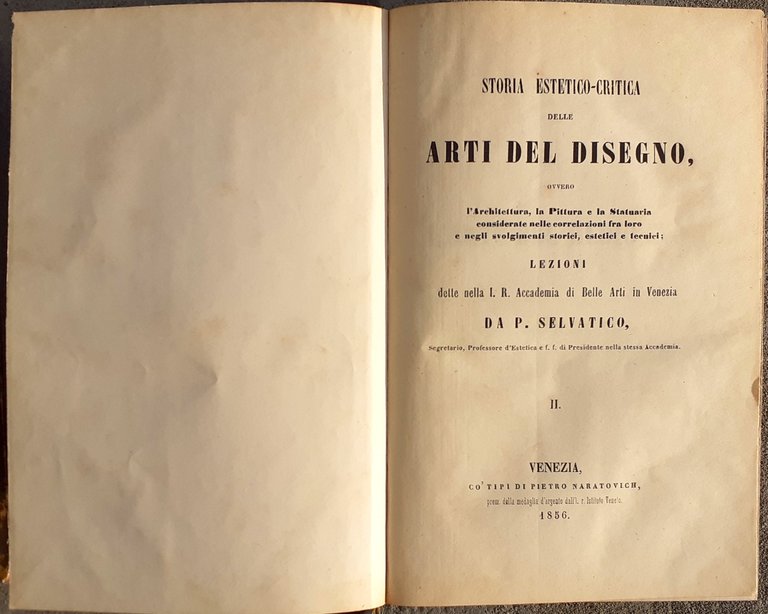 STORIA ESTETICO-CRITICA
DELLE
ARTI DEL DISEGNO,
OVVERO
l'Architettura, la Pittura e la Statuaria
considerate nelle correlazioni fra loro
e negli svolgimenti storici, estetici e tecnici;
LEZIONI
dette nella I. R. Accademia di Belle Arti in Venezia
DA P. SELVATICO,
Segretario, Professore d'Estetica e f. f. di Presidente nella stessa Accademia.
II.
VENEZIA,
CO' TIPI DI PIETRO NARATOVICH,
prem. della medaglia d'argento dall'I. r. Istituto Veneto.
1856.